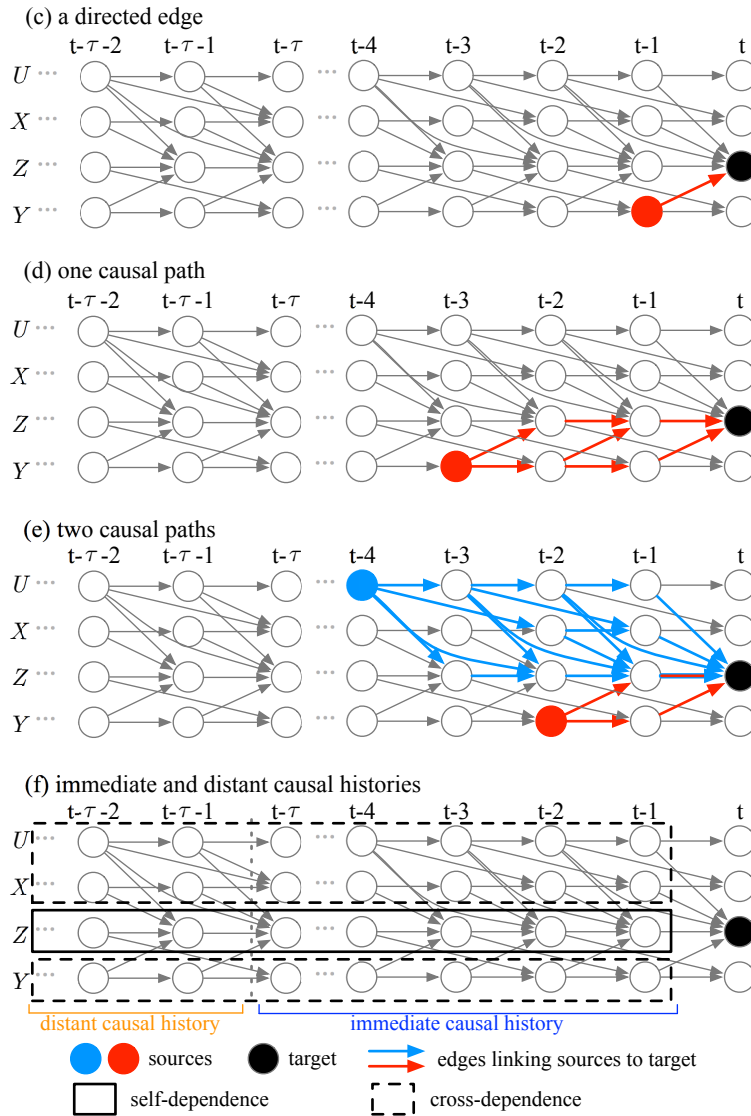 (c) a directed edge
t-τ-2 t-τ-1 t-τ ... t-4 t-3 t-2 t-1 t
U ...
X ...
Z ...
Y ...
(d) one causal path
t-τ-2 t-τ-1 t-τ ... t-4 t-3 t-2 t-1 t
U ...
X ...
Z ...
Y ...
(e) two causal paths
t-τ-2 t-τ-1 t-τ ... t-4 t-3 t-2 t-1 t
U ...
X ...
Z ...
Y ...
(f) immediate and distant causal histories
t-τ-2 t-τ-1 t-τ ... t-4 t-3 t-2 t-1 t
U ...
X ...
Z ...
Y ...
distant causal history immediate causal history
sources target edges linking sources to target
self-dependence cross-dependence